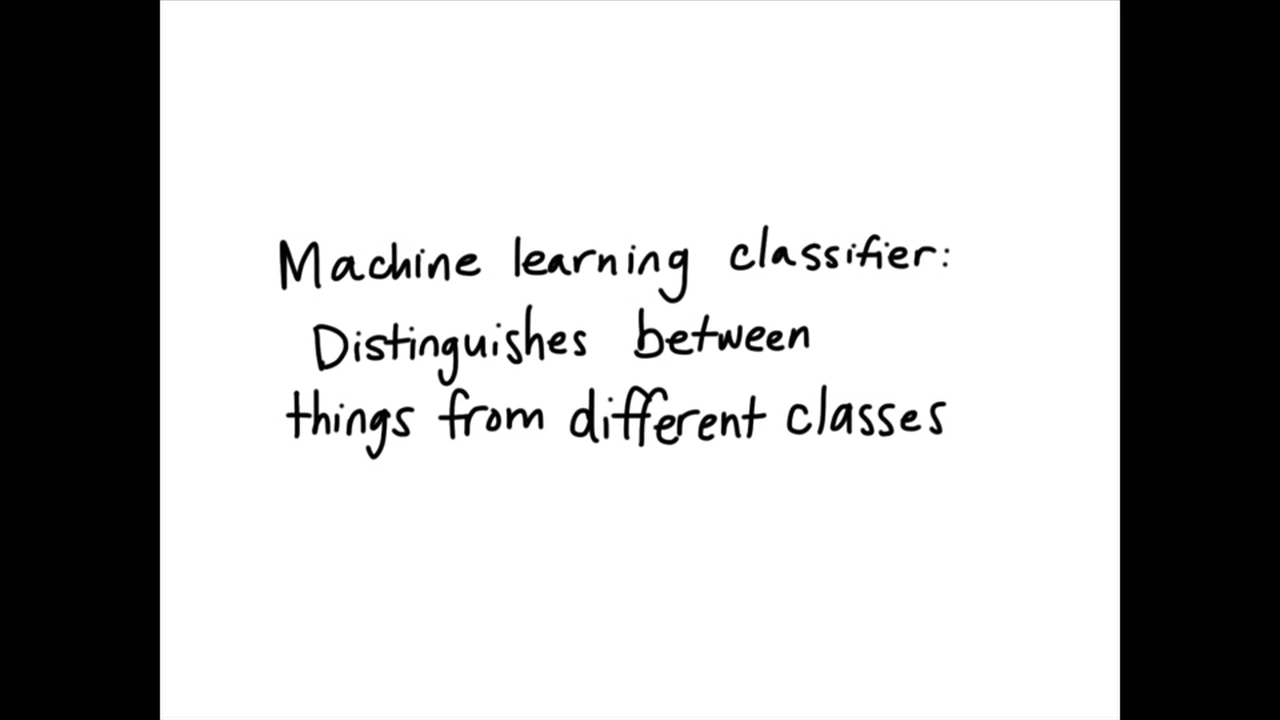 Machine learning classifier:
Distinguishes between
things from different classes